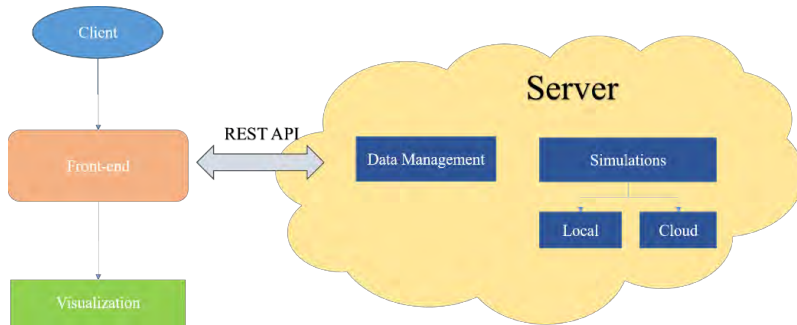 Client
Server
REST API
Front-end
Data Management
Simulations
Local
Cloud
Visualization